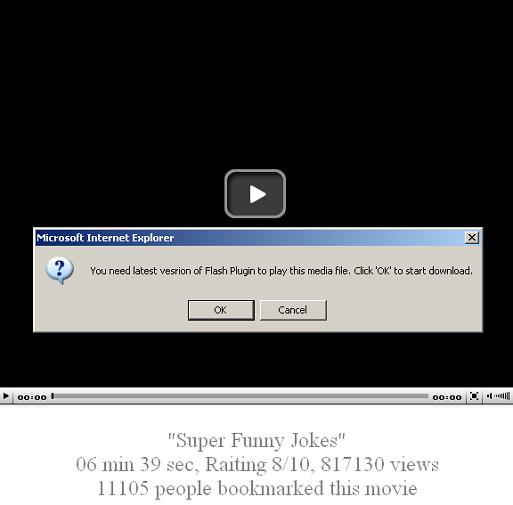 Microsoft Internet Explorer
You need latest vesrion of Flash Plugin to play this media file. Click 'OK' to start download.
OK Cancel
00:00 00:00
"Super Funny Jokes"
06 min 39 sec, Raiting 8/10, 817130 views
11105 people bookmarked this movie